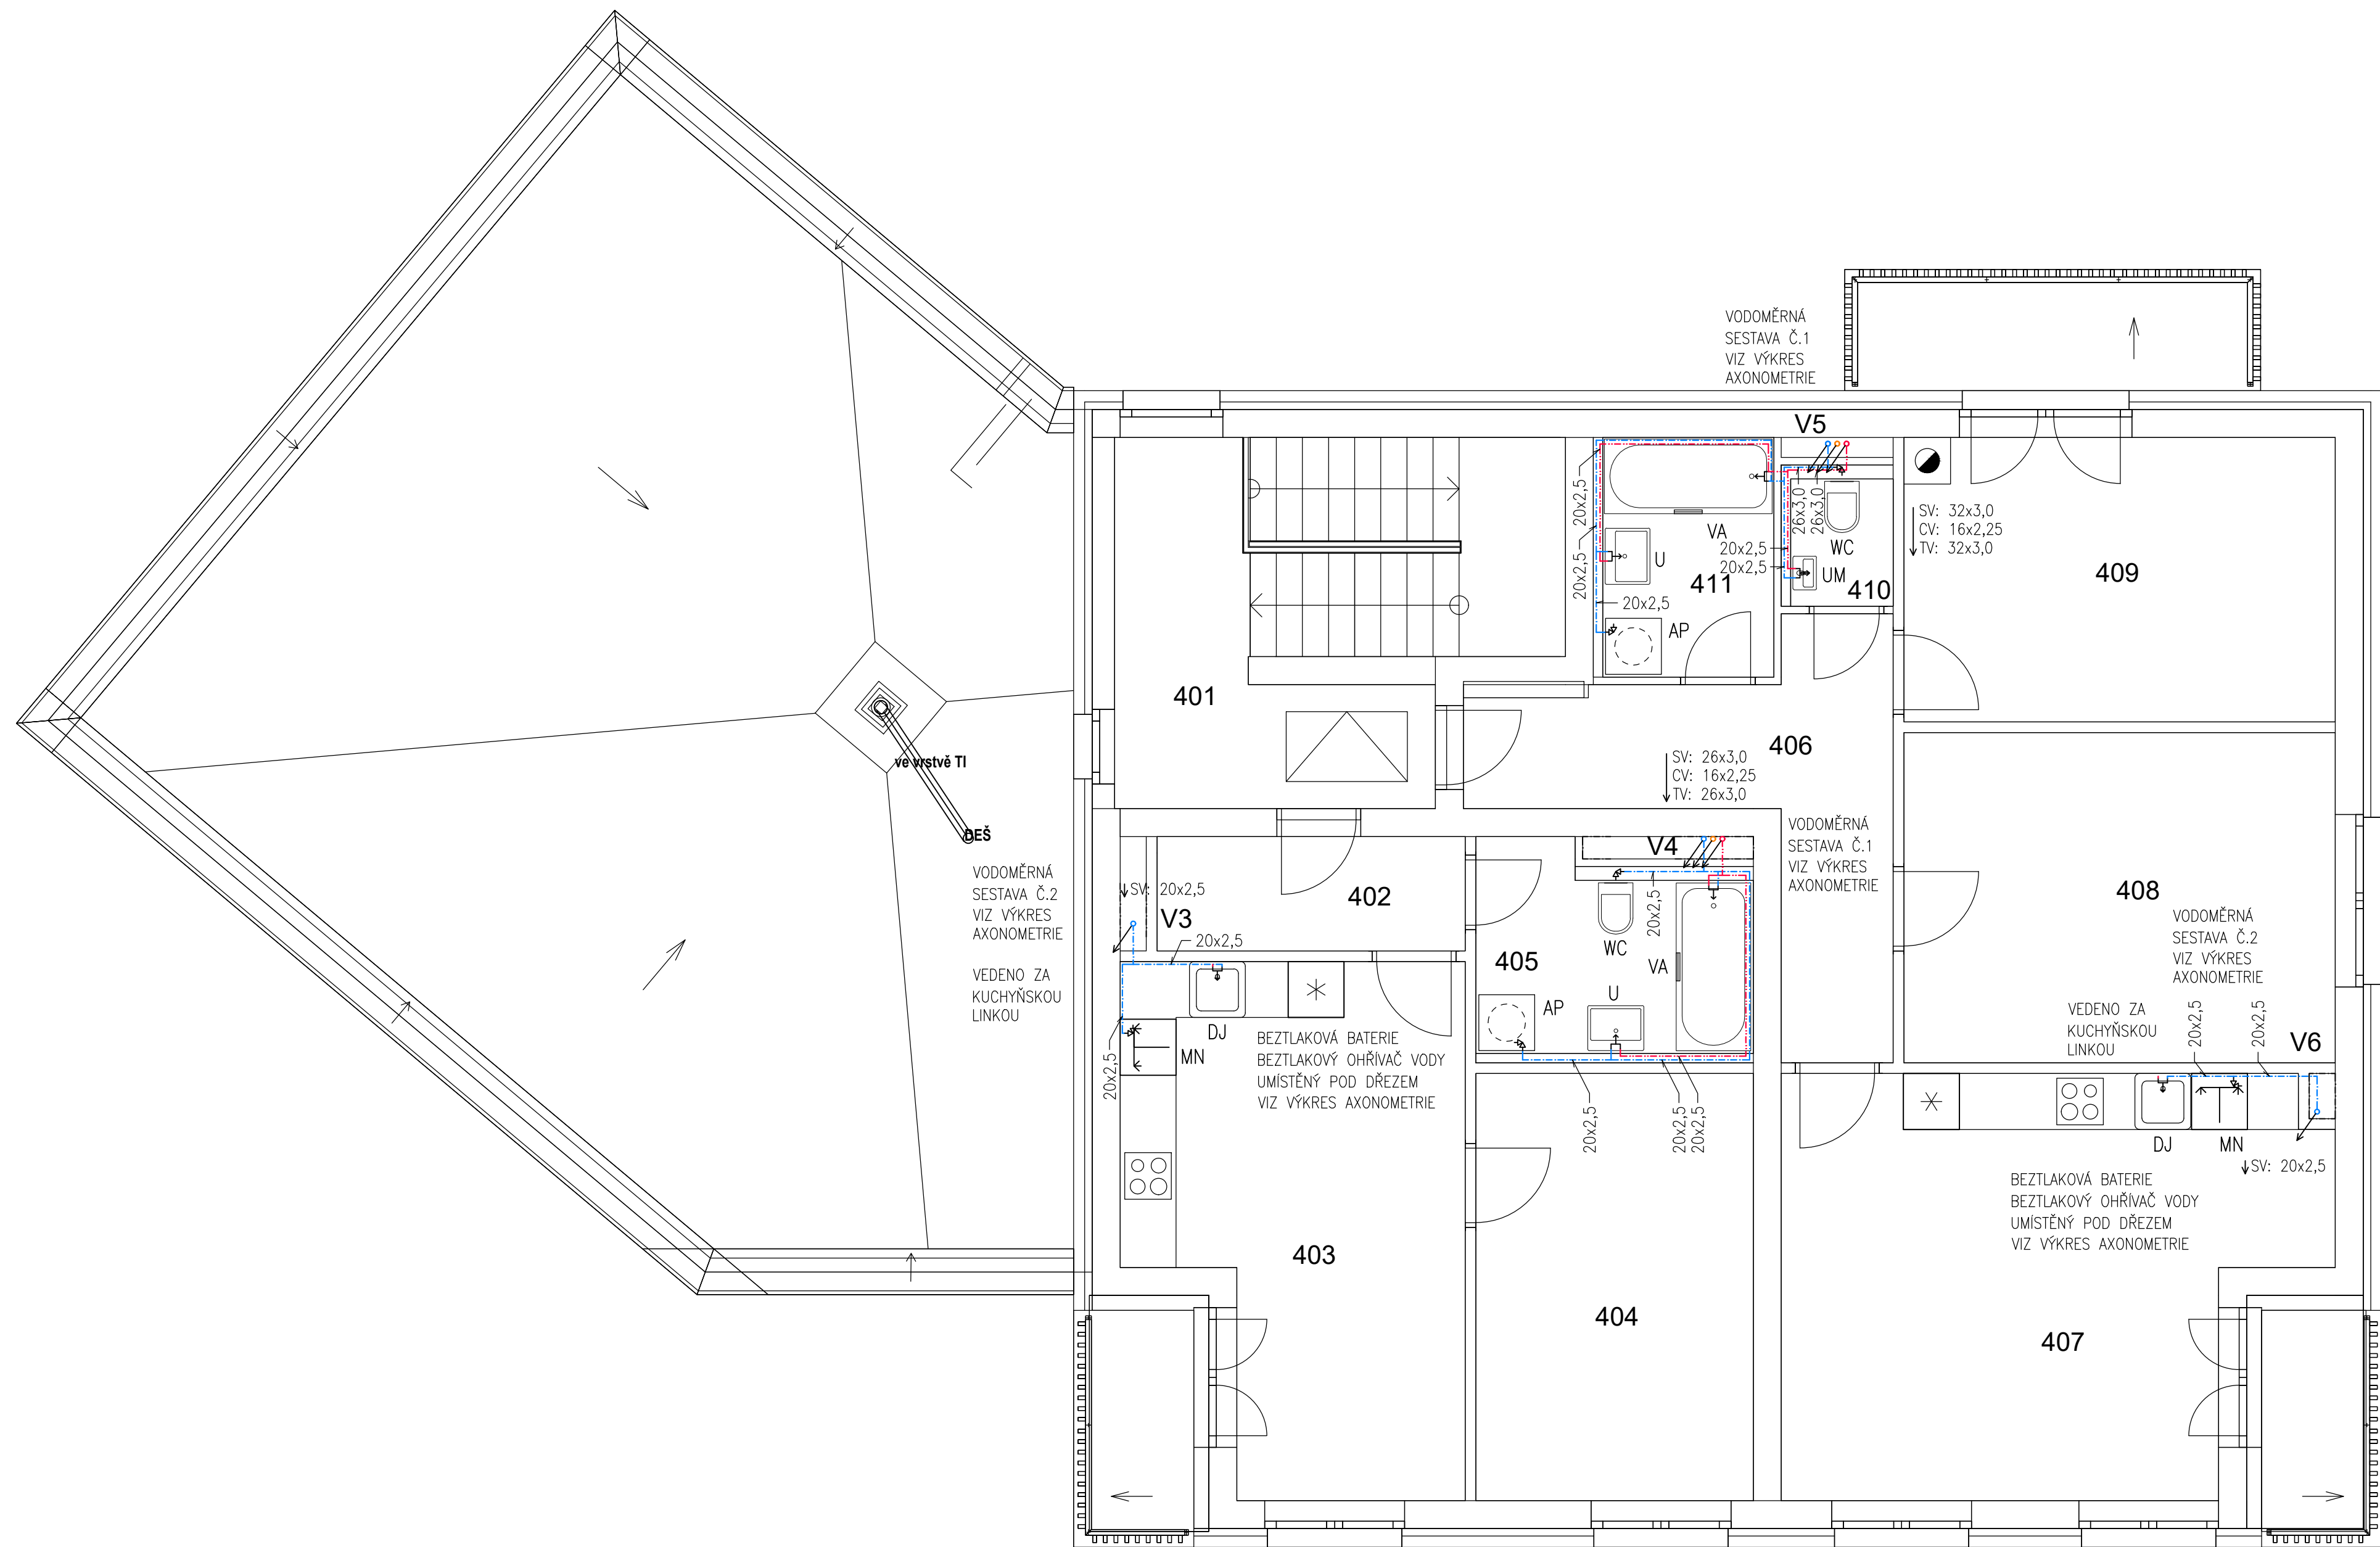 VODOMĚRNÁ
SESTAVA Č.1
VIZ VÝKRES
AXONOMETRIE
V5
20x2,5
20x2,5
VA
U
20x2,5
20x2,5
411
20x2,5
AP
26x3,0
26x3,0
WC
UM
410
SV: 32x3,0
CV: 16x2,25
TV: 32x3,0
409
401
406
SV: 26x3,0
CV: 16x2,25
TV: 26x3,0
ve vrstvě TI
DEŠ
VODOMĚRNÁ
SESTAVA Č.2
VIZ VÝKRES
AXONOMETRIE
VEDENO ZA
KUCHYŇSKOU
LINKOU
SV: 20x2,5
V3
20x2,5
402
V4
VODOMĚRNÁ
SESTAVA Č.1
VIZ VÝKRES
AXONOMETRIE
20x2,5
WC
405
VA
U
AP
408
VODOMĚRNÁ
SESTAVA Č.2
VIZ VÝKRES
AXONOMETRIE
VEDENO ZA
KUCHYŇSKOU
LINKOU
20x2,5
20x2,5
V6
DJ
MN
20x2,5
BEZTLAKOVÁ BATERIE
BEZTLAKOVÝ OHŘÍVAČ VODY
UMÍSTĚNÝ POD DŘEZEM
VIZ VÝKRES AXONOMETRIE
20x2,5
20x2,5
20x2,5
DJ
MN
SV: 20x2,5
BEZTLAKOVÁ BATERIE
BEZTLAKOVÝ OHŘÍVAČ VODY
UMÍSTĚNÝ POD DŘEZEM
VIZ VÝKRES AXONOMETRIE
403
404
407